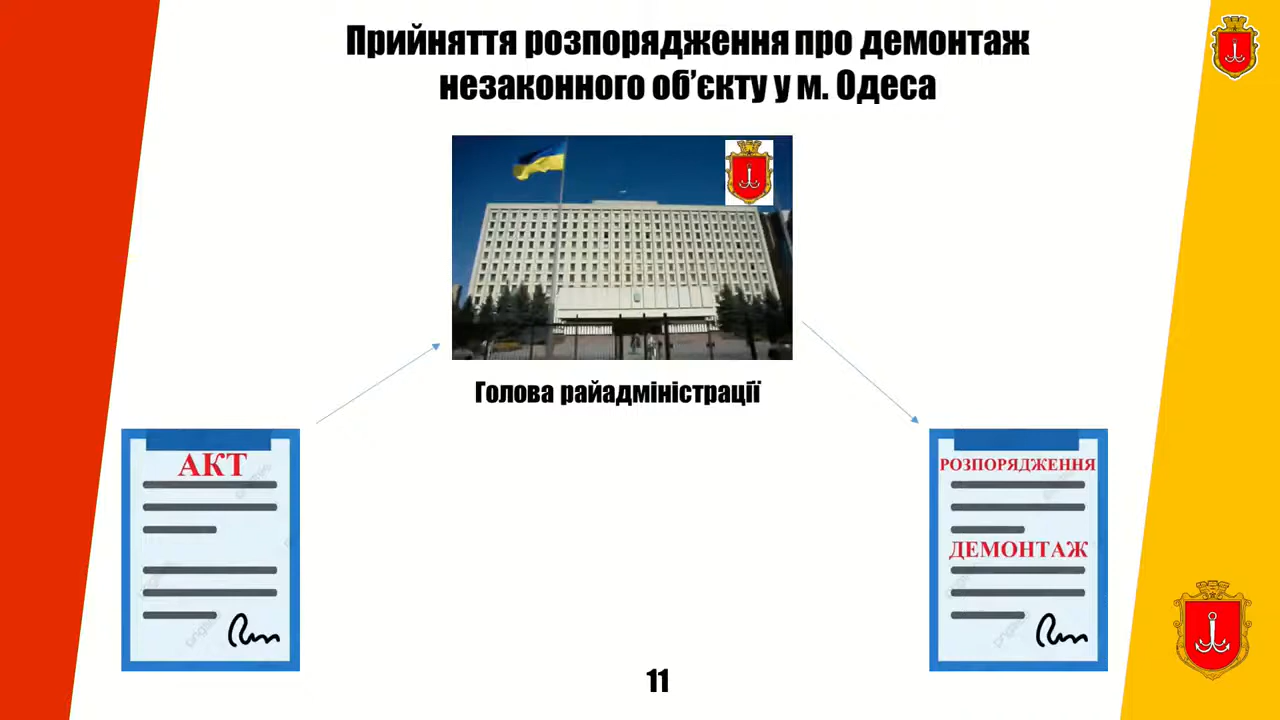 Прийняття розпорядження про демонтаж
незаконного об’єкту у м. Одеса
Голова райадміністрації
АКТ
РОЗПОРЯДЖЕННЯ
ДЕМОНТАЖ
11